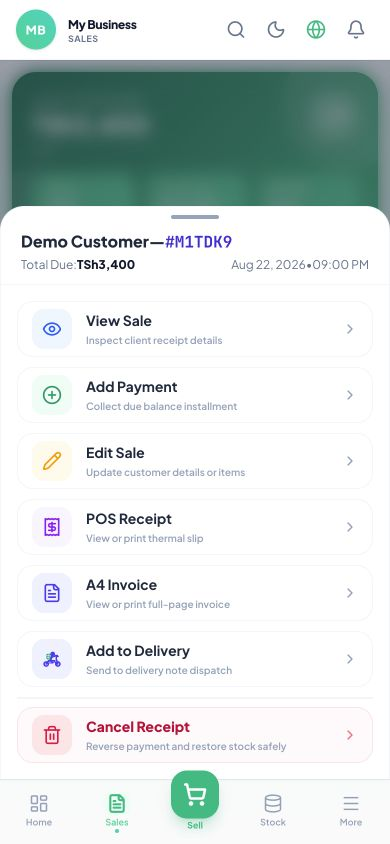 MB
My Business
SALES
Demo Customer—#M1TDK9
Total Due:TSh3,400
Aug 22, 2026•09:00 PM
View Sale
Inspect client receipt details
Add Payment
Collect due balance installment
Edit Sale
Update customer details or items
POS Receipt
View or print thermal slip
A4 Invoice
View or print full-page invoice
Add to Delivery
Send to delivery note dispatch
Cancel Receipt
Reverse payment and restore stock safely
Home
Sales
Sell
Stock
More